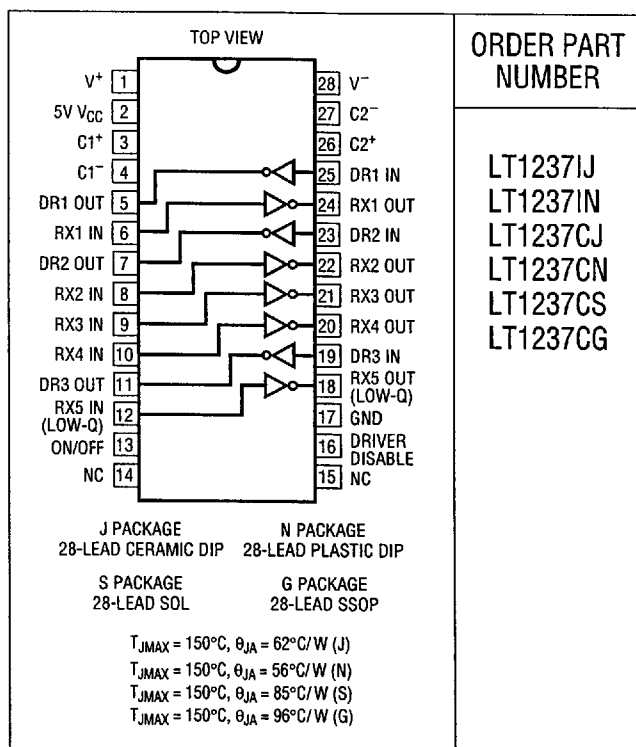 TOP VIEW
V⁺ 1
5V VCC 2
C1⁺ 3
C1⁻ 4
DR1 OUT 5
RX1 IN 6
DR2 OUT 7
RX2 IN 8
RX3 IN 9
RX4 IN 10
DR3 OUT 11
RX5 IN
(LOW-Q) 12
ON/OFF 13
NC 14
28 V⁻
27 C2⁻
26 C2⁺
25 DR1 IN
24 RX1 OUT
23 DR2 IN
22 RX2 OUT
21 RX3 OUT
20 RX4 OUT
19 DR3 IN
18 RX5 OUT
(LOW-Q)
17 GND
16 DRIVER
DISABLE
15 NC
J PACKAGE
28-LEAD CERAMIC DIP
N PACKAGE
28-LEAD PLASTIC DIP
S PACKAGE
28-LEAD SOL
G PACKAGE
28-LEAD SSOP
TJMAX = 150°C, θJA = 62°C/W (J)
TJMAX = 150°C, θJA = 56°C/W (N)
TJMAX = 150°C, θJA = 85°C/W (S)
TJMAX = 150°C, θJA = 96°C/W (G)
ORDER PART
NUMBER
LT1237IJ
LT1237IN
LT1237CJ
LT1237CN
LT1237CS
LT1237CG